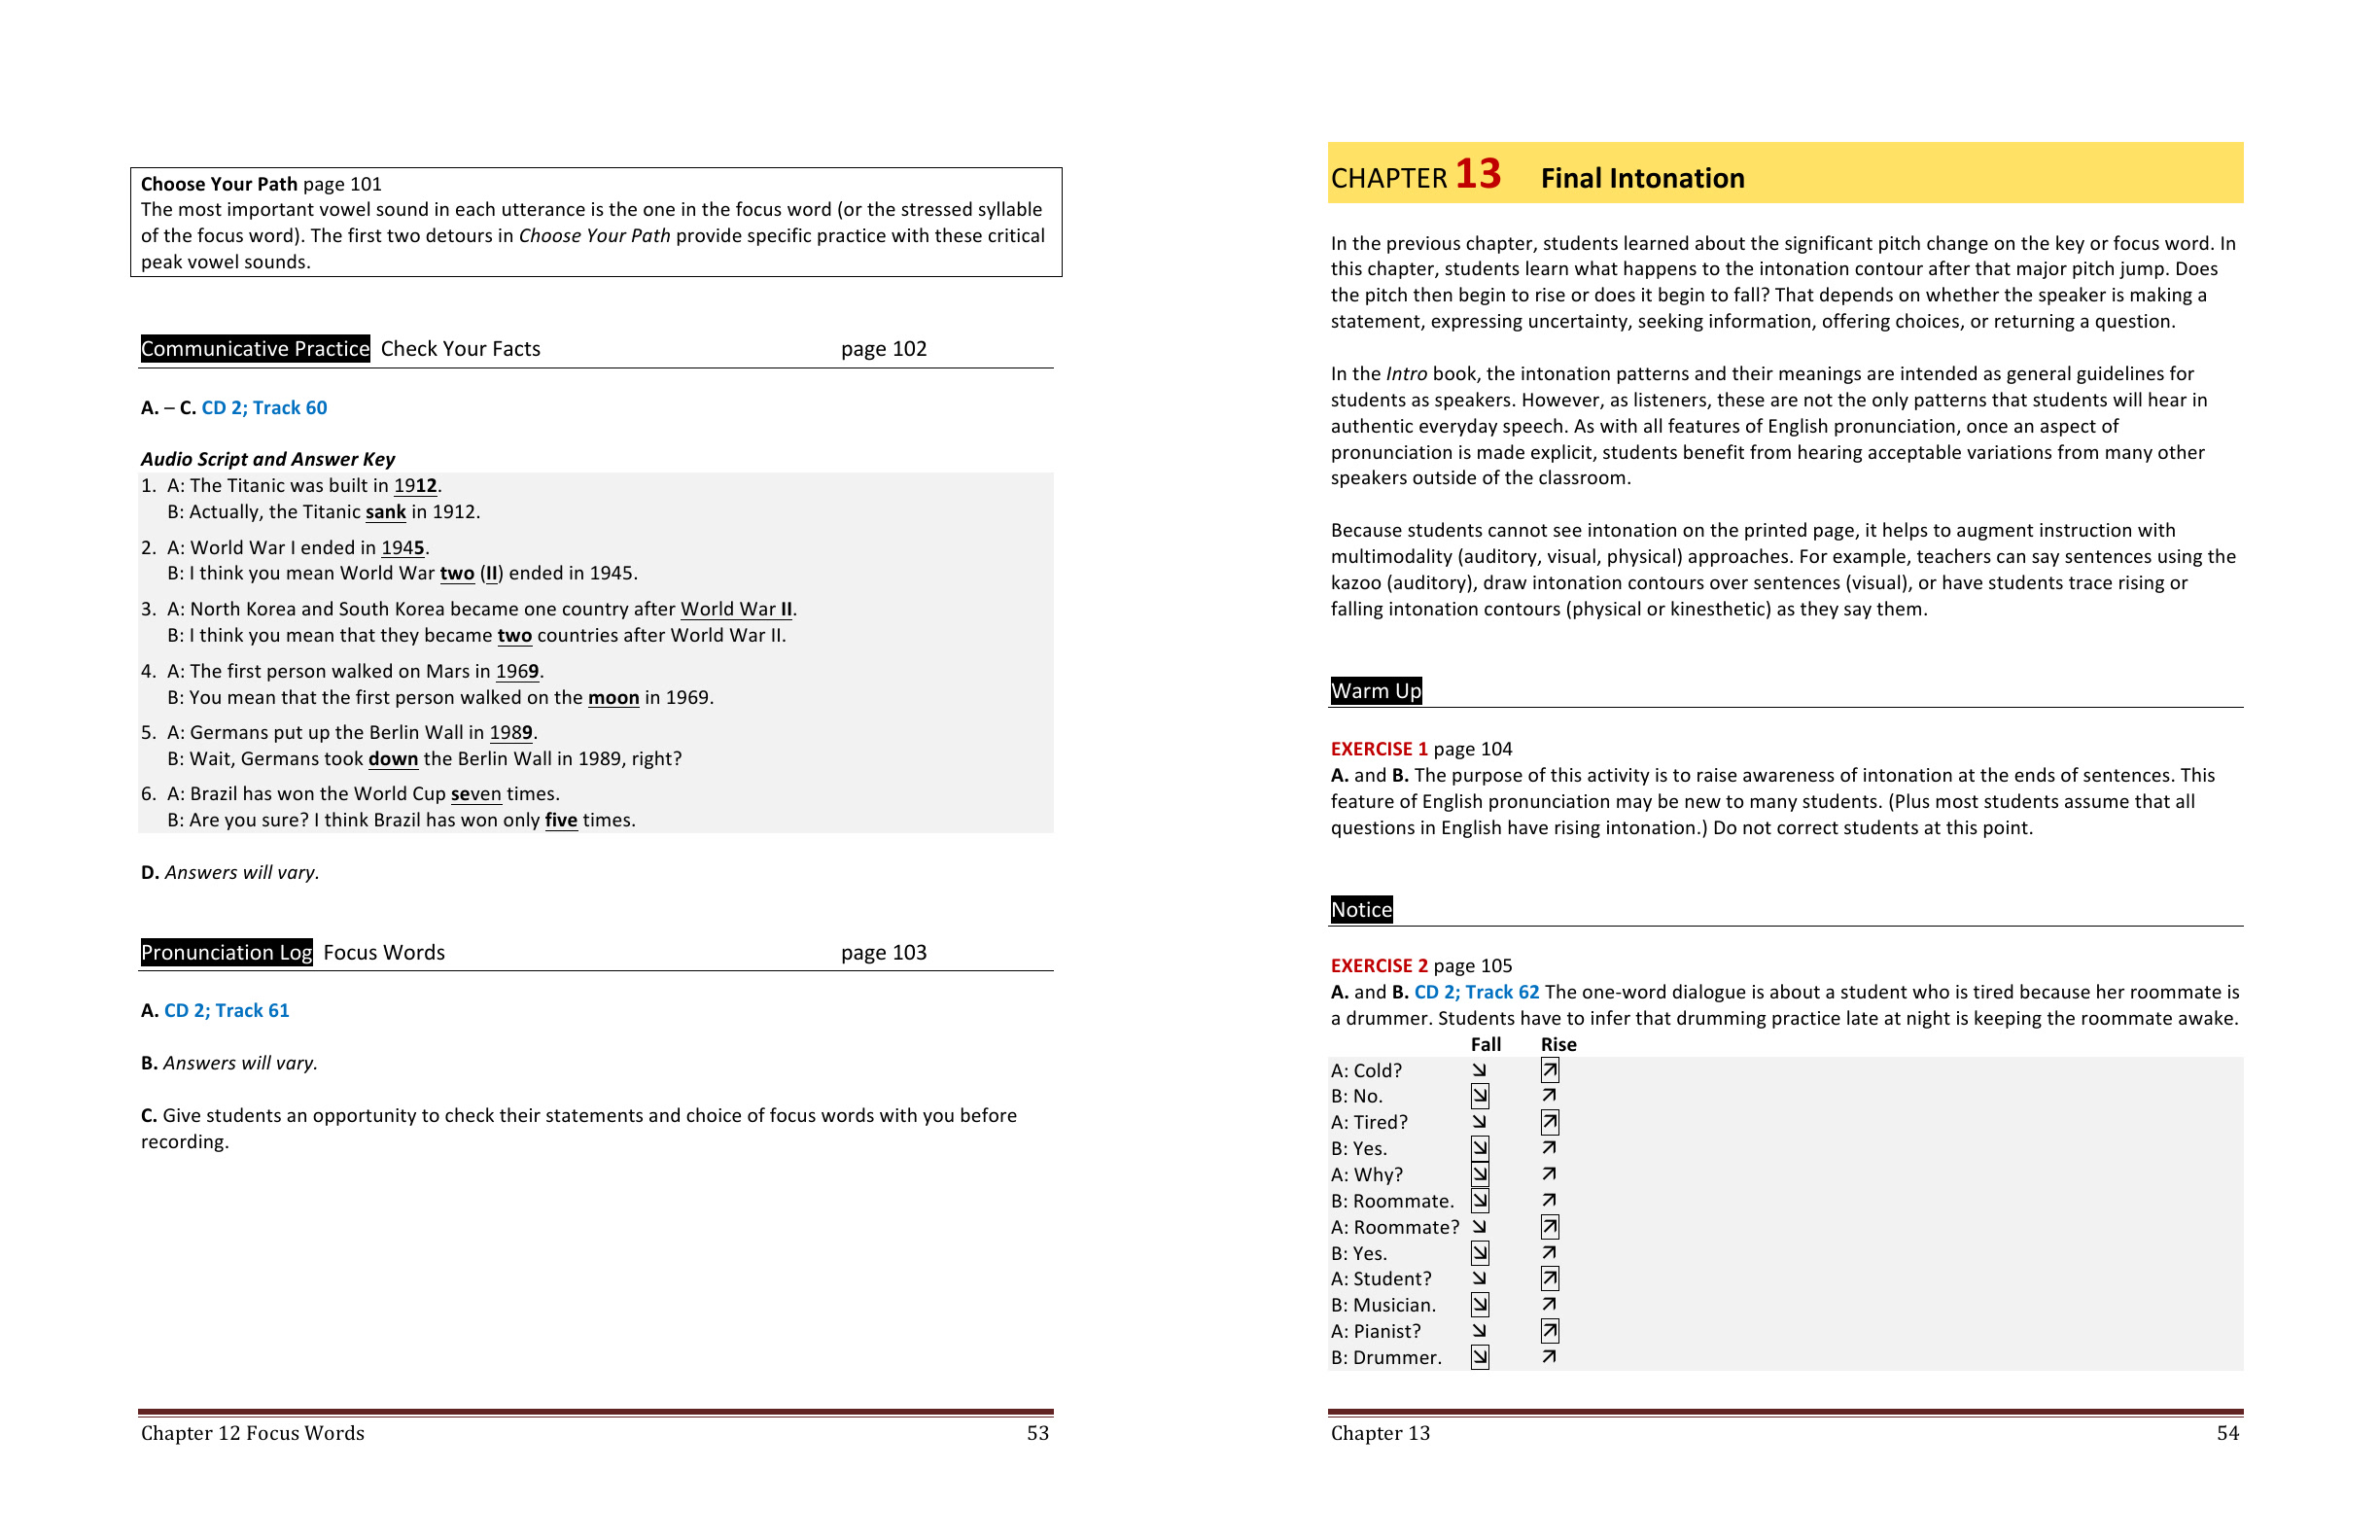 Choose Your Path page 101
The most important vowel sound in each utterance is the one in the focus word (or the stressed syllable
of the focus word). The first two detours in Choose Your Path provide specific practice with these critical
peak vowel sounds.
Communicative Practice Check Your Facts page 102
A. – C. CD 2; Track 60
Audio Script and Answer Key
1. A: The Titanic was built in 1912.
B: Actually, the Titanic sank in 1912.
2. A: World War I ended in 1945.
B: I think you mean World War two (II) ended in 1945.
3. A: North Korea and South Korea became one country after World War II.
B: I think you mean that they became two countries after World War II.
4. A: The first person walked on Mars in 1969.
B: You mean that the first person walked on the moon in 1969.
5. A: Germans put up the Berlin Wall in 1989.
B: Wait, Germans took down the Berlin Wall in 1989, right?
6. A: Brazil has won the World Cup seven times.
B: Are you sure? I think Brazil has won only five times.
D. Answers will vary.
Pronunciation Log Focus Words page 103
A. CD 2; Track 61
B. Answers will vary.
C. Give students an opportunity to check their statements and choice of focus words with you before
recording.
Chapter 12 Focus Words 53
CHAPTER 13 Final Intonation
In the previous chapter, students learned about the significant pitch change on the key or focus word. In
this chapter, students learn what happens to the intonation contour after that major pitch jump. Does
the pitch then begin to rise or does it begin to fall? That depends on whether the speaker is making a
statement, expressing uncertainty, seeking information, offering choices, or returning a question.
In the Intro book, the intonation patterns and their meanings are intended as general guidelines for
students as speakers. However, as listeners, these are not the only patterns that students will hear in
authentic everyday speech. As with all features of English pronunciation, once an aspect of
pronunciation is made explicit, students benefit from hearing acceptable variations from many other
speakers outside of the classroom.
Because students cannot see intonation on the printed page, it helps to augment instruction with
multimodality (auditory, visual, physical) approaches. For example, teachers can say sentences using the
kazoo (auditory), draw intonation contours over sentences (visual), or have students trace rising or
falling intonation contours (physical or kinesthetic) as they say them.
Warm Up
EXERCISE 1 page 104
A. and B. The purpose of this activity is to raise awareness of intonation at the ends of sentences. This
feature of English pronunciation may be new to many students. (Plus most students assume that all
questions in English have rising intonation.) Do not correct students at this point.
Notice
EXERCISE 2 page 105
A. and B. CD 2; Track 62 The one-word dialogue is about a student who is tired because her roommate is
a drummer. Students have to infer that drumming practice late at night is keeping the roommate awake.
Fall Rise
A: Cold? ↘ ↗
B: No. ↘ ↗
A: Tired? ↘ ↗
B: Yes. ↘ ↗
A: Why? ↘ ↗
B: Roommate. ↘ ↗
A: Roommate? ↘ ↗
B: Yes. ↘ ↗
A: Student? ↘ ↗
B: Musician. ↘ ↗
A: Pianist? ↘ ↗
B: Drummer. ↘ ↗
Chapter 13 54